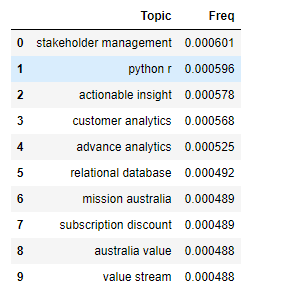 Topic Freq
0 stakeholder management 0.000601
1 python r 0.000596
2 actionable insight 0.000578
3 customer analytics 0.000568
4 advance analytics 0.000525
5 relational database 0.000492
6 mission australia 0.000489
7 subscription discount 0.000489
8 australia value 0.000488
9 value stream 0.000488